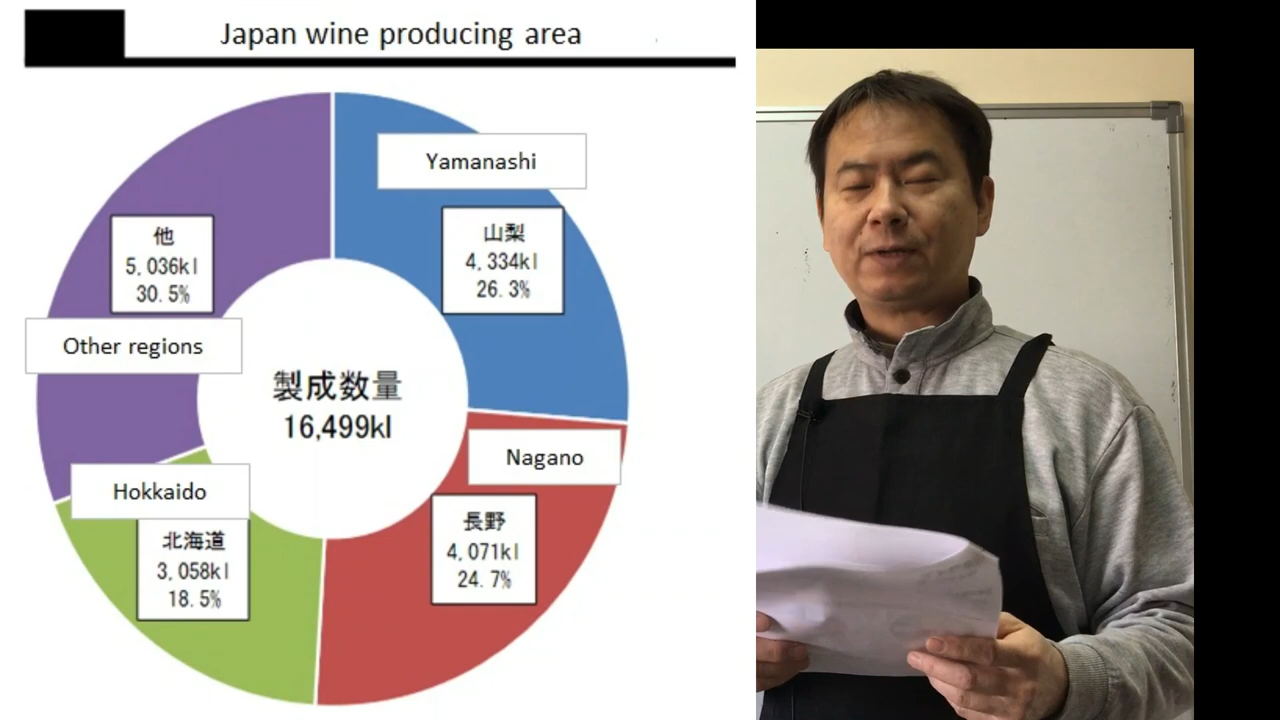 Japan wine producing area
Yamanashi
山梨
4,334kl
26.3%
他
5,036kl
30.5%
Other regions
製成数量
16,499kl
Nagano
長野
4,071kl
24.7%
Hokkaido
北海道
3,058kl
18.5%